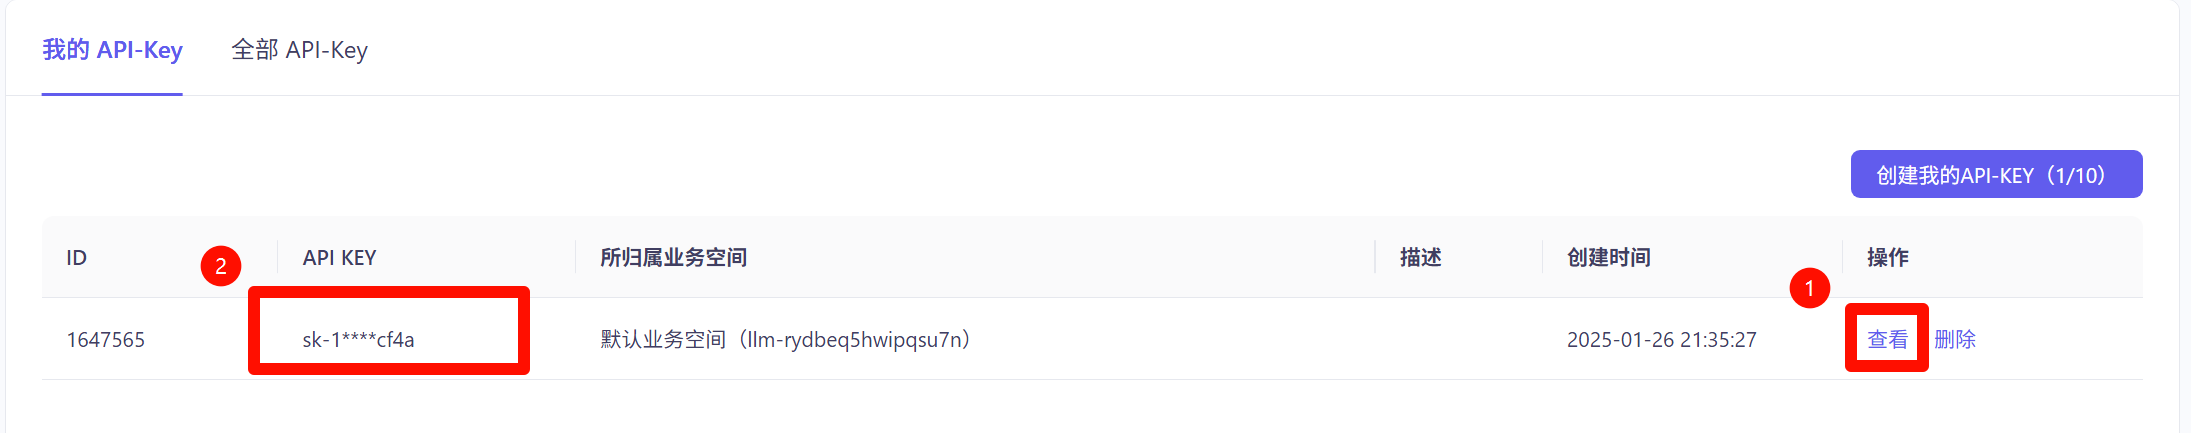 我的 API-Key 全部 API-Key
创建我的API-KEY（1/10）
ID API KEY 所归属业务空间 描述 创建时间 操作
2
1
1647565 sk-1****cf4a 默认业务空间（llm-rydbeq5hwipqsu7n） 2025-01-26 21:35:27 查看 删除